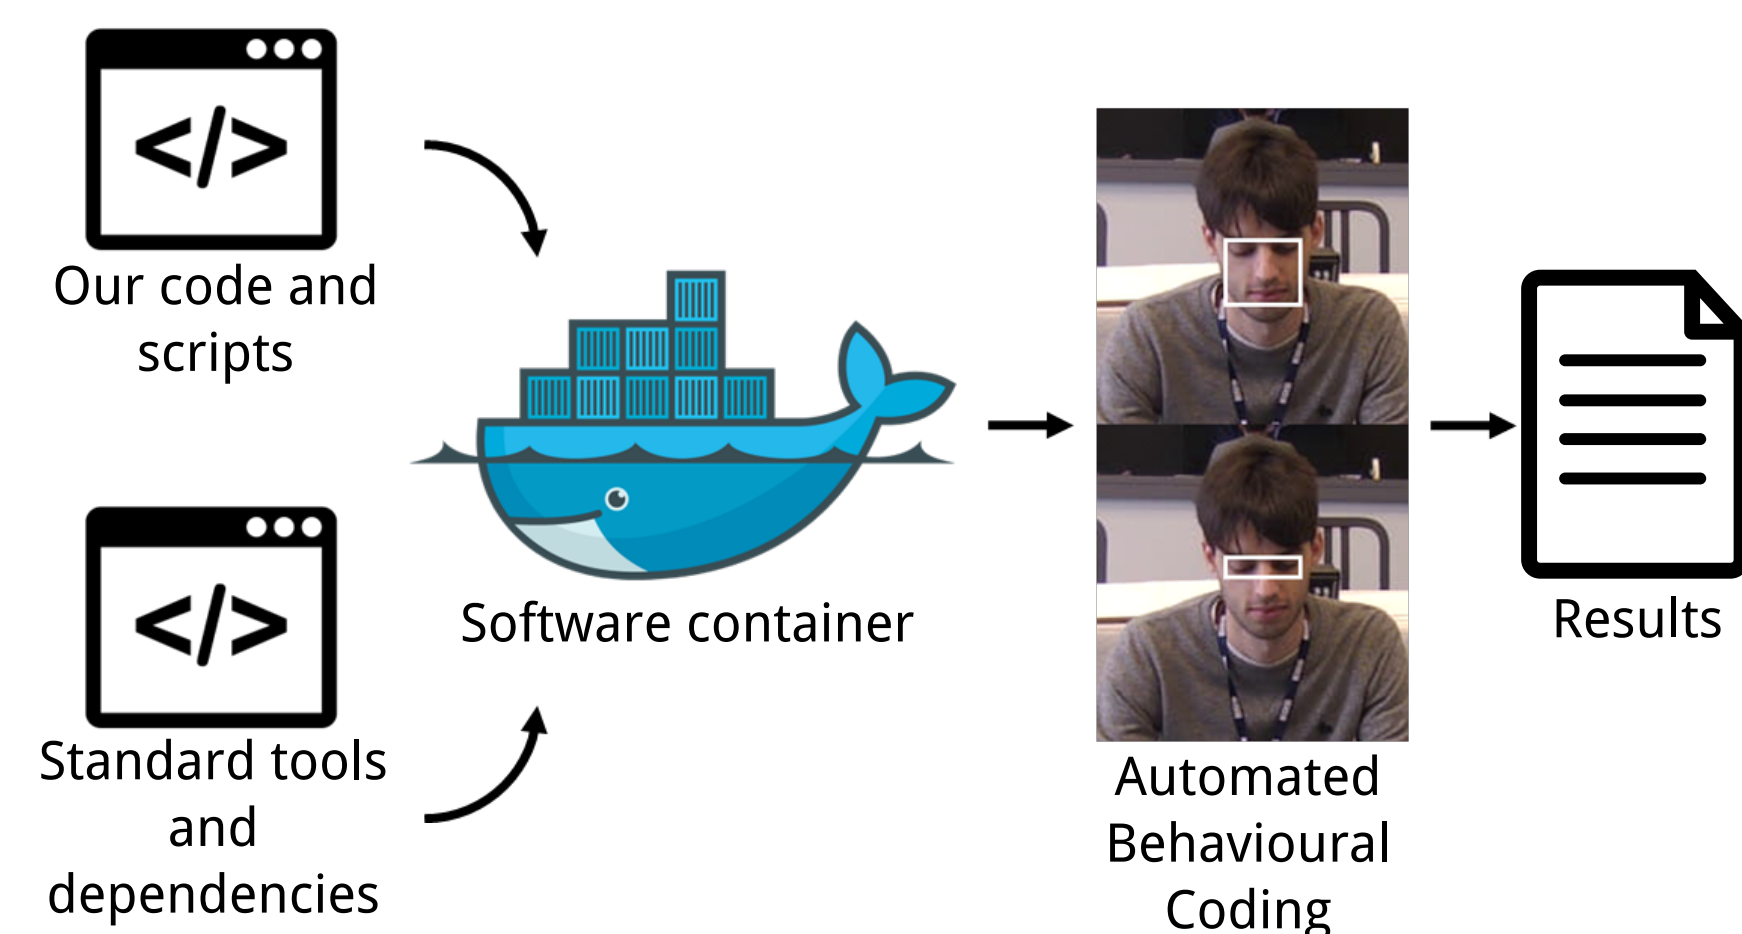 </>
Our code and
scripts
</>
Standard tools
and
dependencies
Software container
Automated
Behavioural
Coding
Results